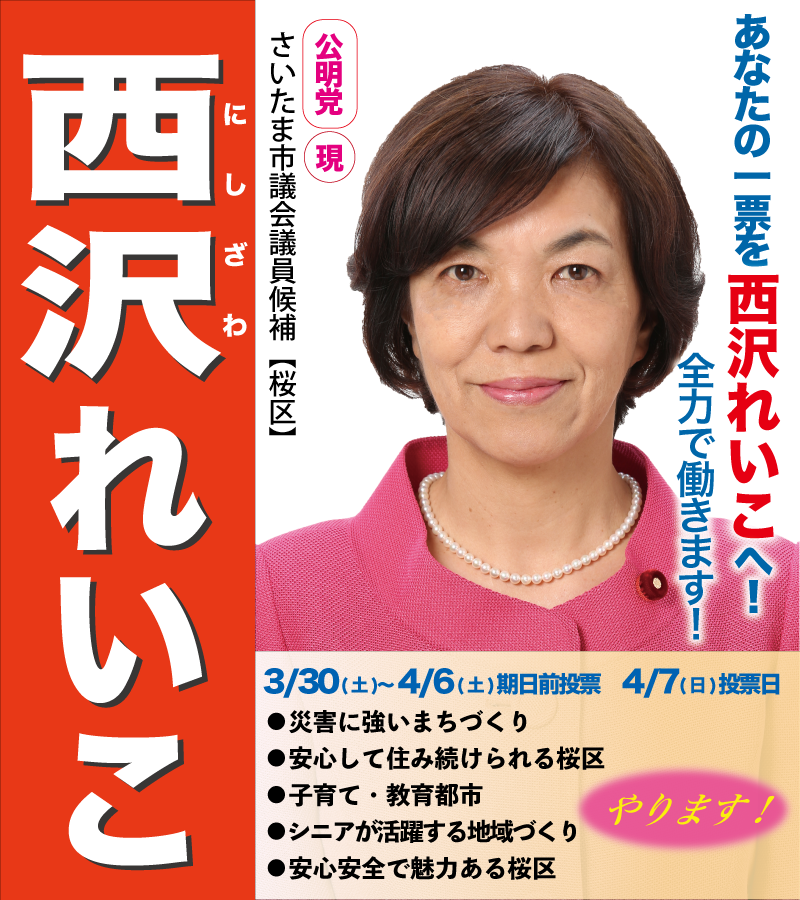 あなたの一票を西沢れいこへ！
全力で働きます！
公明党 現
さいたま市議会議員候補【桜区】
にしざわ
西沢れいこ
3/30(土)～4/6(土)期日前投票 4/7(日)投票日
●災害に強いまちづくり
●安心して住み続けられる桜区
●子育て・教育都市
●シニアが活躍する地域づくり
●安心安全で魅力ある桜区
やります！